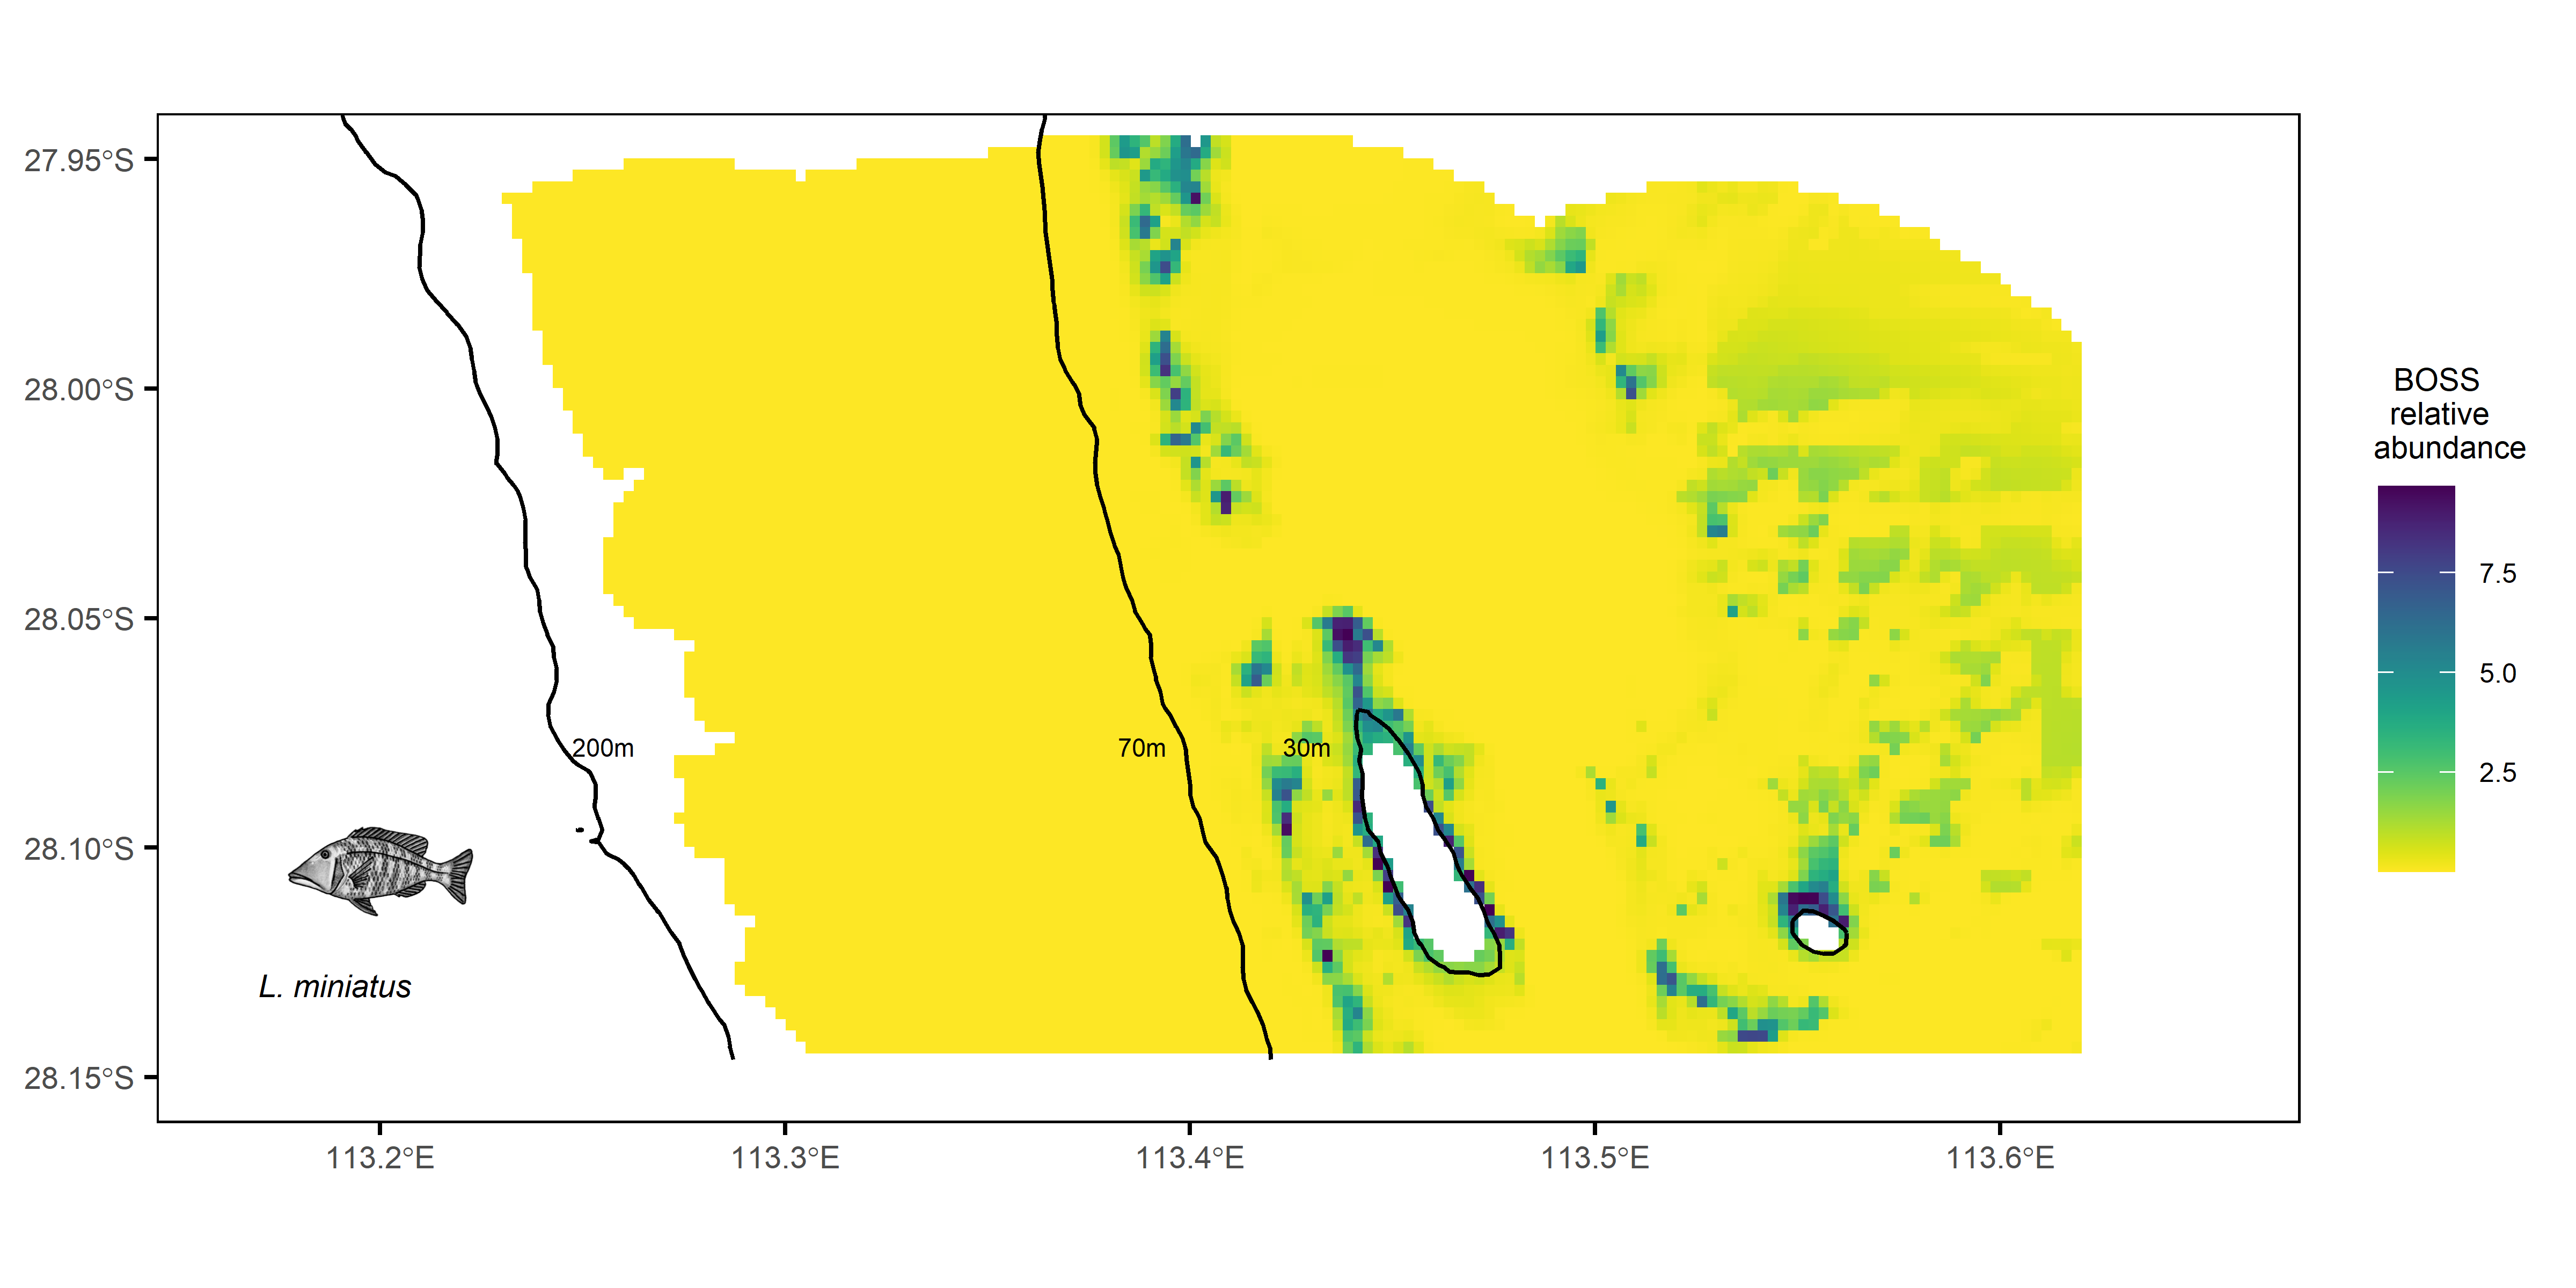 27.95°S
28.00°S
28.05°S
28.10°S
28.15°S
113.2°E
113.3°E
113.4°E
113.5°E
113.6°E
200m
70m
30m
L. miniatus
BOSS
relative
abundance
7.5
5.0
2.5